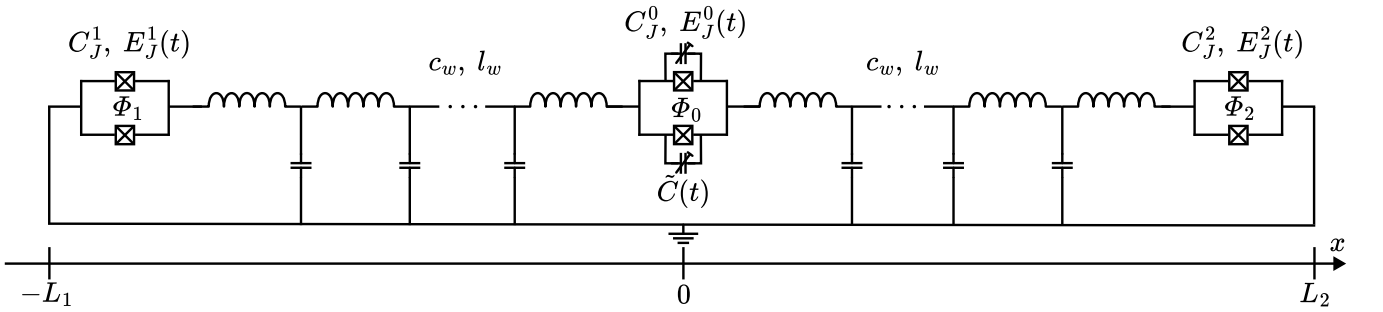 C_J^0, E_J^0(t)
C_J^1, E_J^1(t)
c_w, l_w
c_w, l_w
C_J^2, E_J^2(t)
Φ_1
Φ_0
Φ_2
C̃(t)
x
−L_1
0
L_2